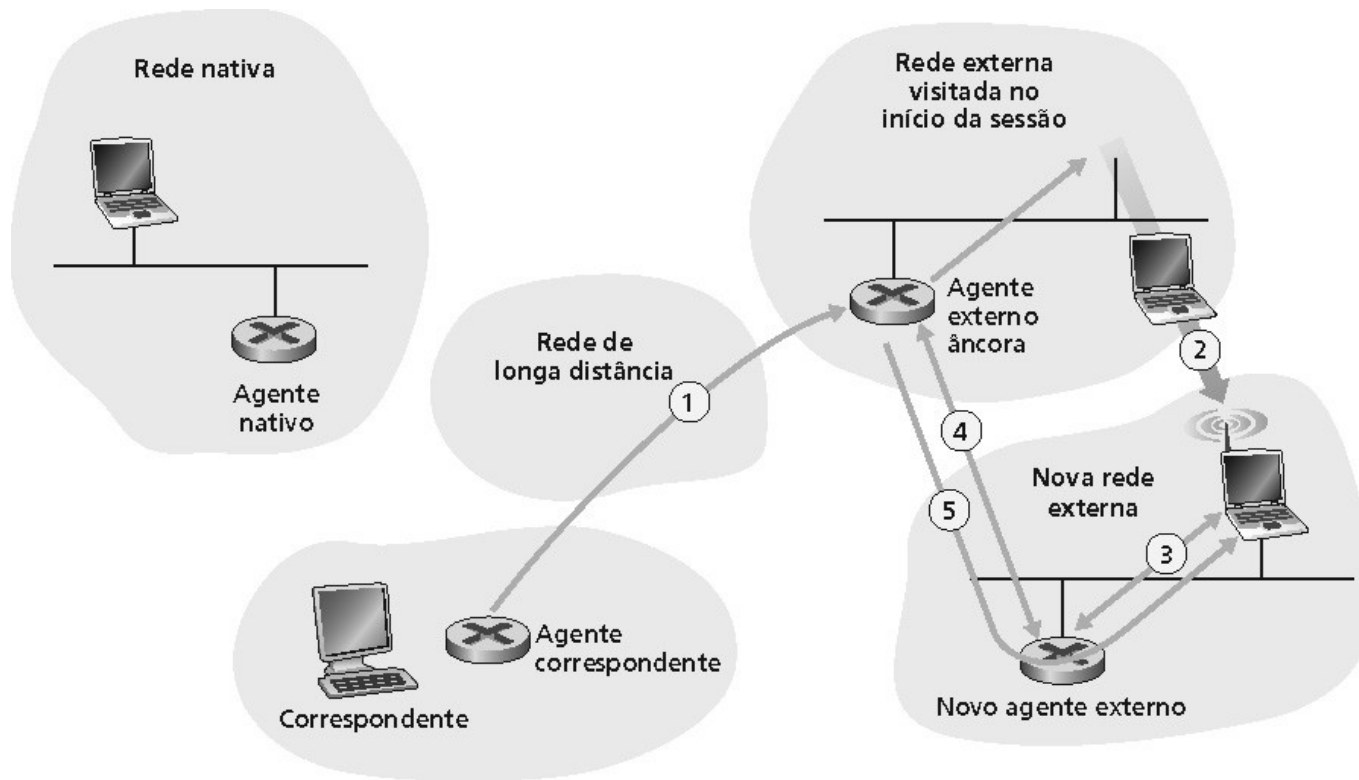 Rede nativa
Agente
nativo
Rede de
longa distância
1
Rede externa
visitada no
início da sessão
Agente
externo
âncora
2
4
Nova rede
externa
5
3
Novo agente externo
Agente
correspondente
Correspondente